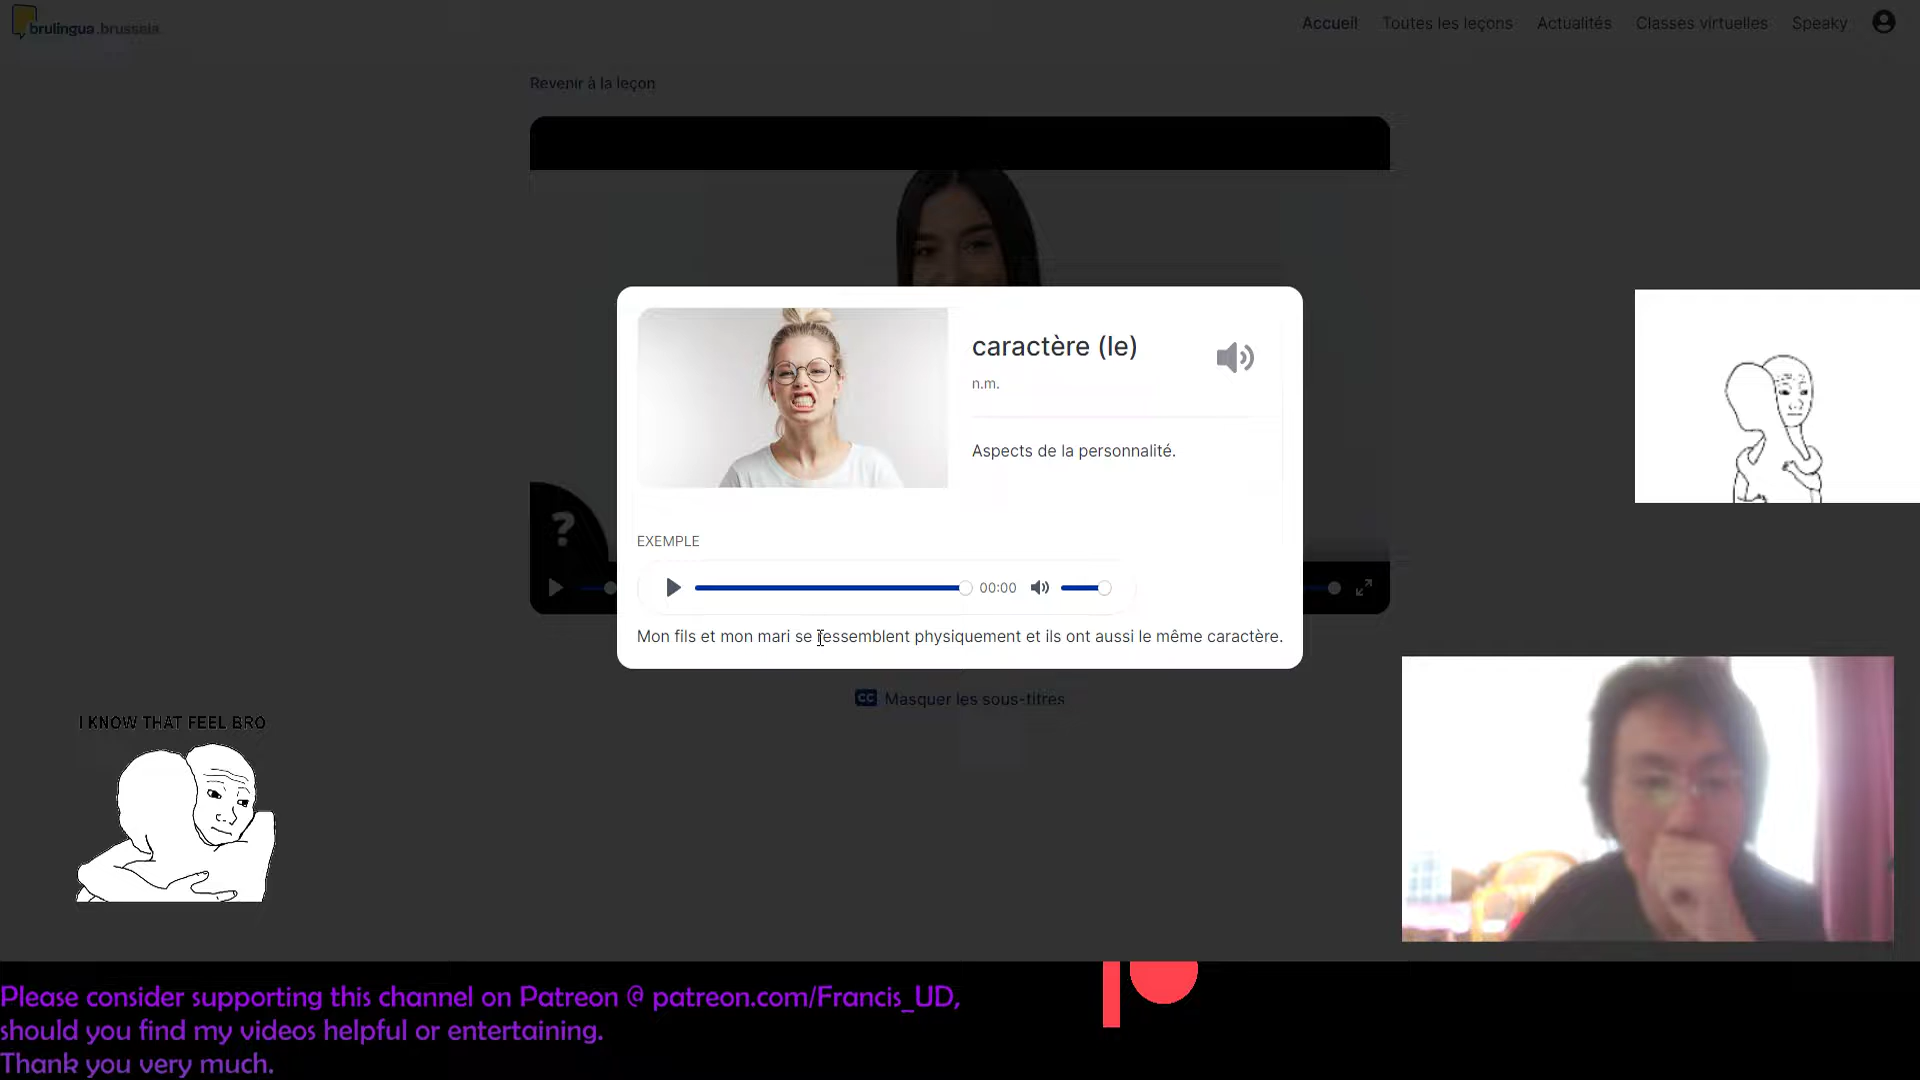 brulingua.brussels
Accueil
Toutes les leçons
Actualités
Classes virtuelles
Speaky
Revenir à la leçon
caractère (le)
n.m.
Aspects de la personnalité.
?
EXEMPLE
00:00
Mon fils et mon mari se ressemblent physiquement et ils ont aussi le même caractère.
CC Masquer les sous-titres
I KNOW THAT FEEL BRO
Please consider supporting this channel on Patreon @ patreon.com/Francis_UD,
should you find my videos helpful or entertaining.
Thank you very much.